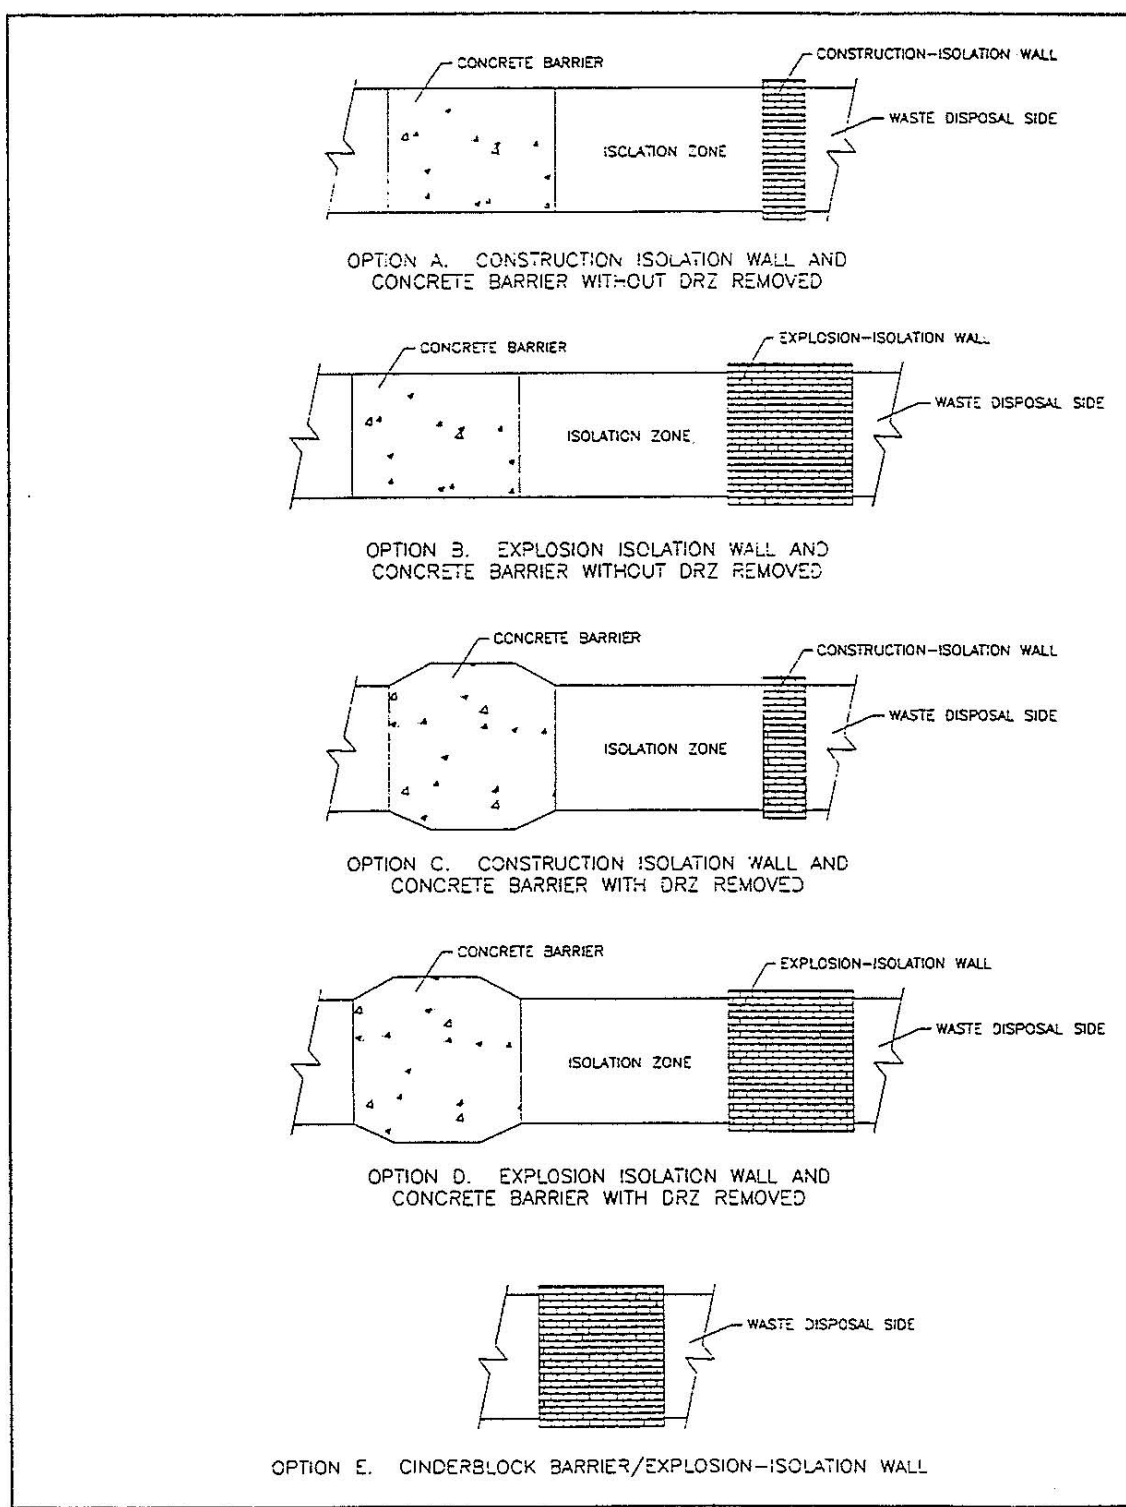 CONCRETE BARRIER
CONSTRUCTION-ISOLATION WALL
WASTE DISPOSAL SIDE
ISOLATION ZONE
OPTION A. CONSTRUCTION ISOLATION WALL AND
CONCRETE BARRIER WITHOUT DRZ REMOVED
CONCRETE BARRIER
EXPLOSION-ISOLATION WALL
WASTE DISPOSAL SIDE
ISOLATION ZONE
OPTION B. EXPLOSION ISOLATION WALL AND
CONCRETE BARRIER WITHOUT DRZ REMOVED
CONCRETE BARRIER
CONSTRUCTION-ISOLATION WALL
WASTE DISPOSAL SIDE
ISOLATION ZONE
OPTION C. CONSTRUCTION ISOLATION WALL AND
CONCRETE BARRIER WITH DRZ REMOVED
CONCRETE BARRIER
EXPLOSION-ISOLATION WALL
WASTE DISPOSAL SIDE
ISOLATION ZONE
OPTION D. EXPLOSION ISOLATION WALL AND
CONCRETE BARRIER WITH DRZ REMOVED
WASTE DISPOSAL SIDE
OPTION E. CINDERBLOCK BARRIER/EXPLOSION-ISOLATION WALL